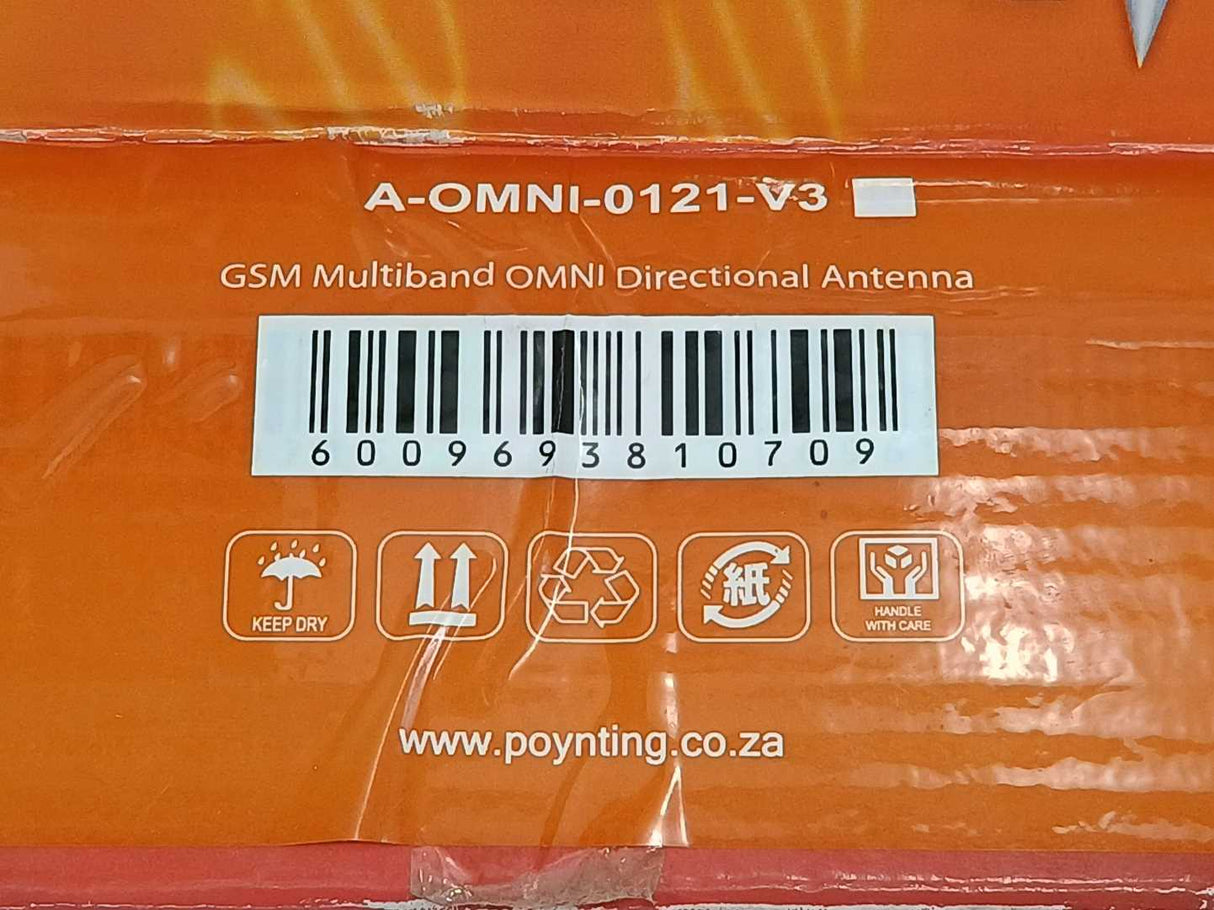 A-OMNI-0121-V3
GSM Multiband OMNI Directional Antenna
6009693810709
KEEP DRY
紙
HANDLE
WITH CARE
www.poynting.co.za